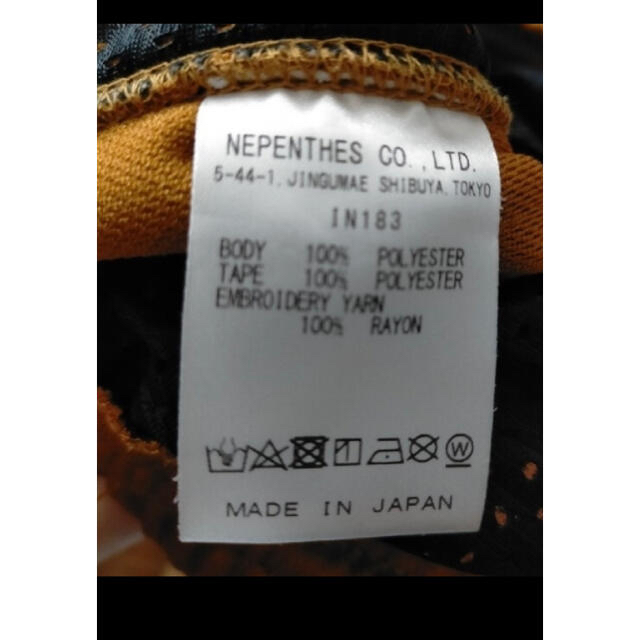 NEPENTHES CO.,LTD.
5-44-1, JINGUMAE SHIBUYA, TOKYO
IN183
BODY 100% POLYESTER
TAPE 100% POLYESTER
EMBROIDERY YARN
100% RAYON
W
MADE IN JAPAN